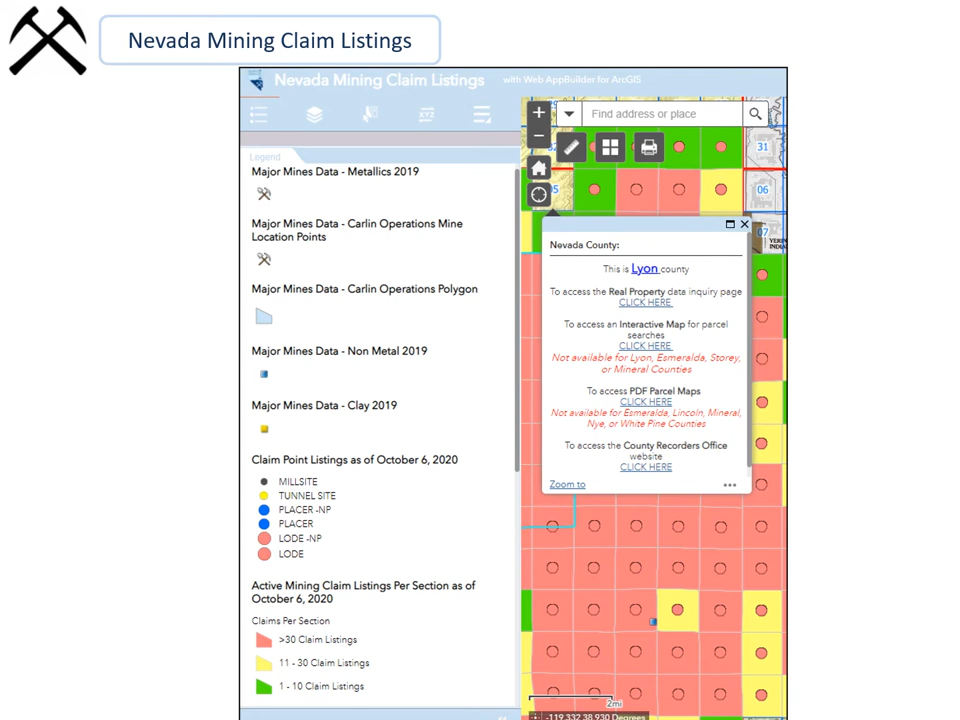 Nevada Mining Claim Listings
Nevada Mining Claim Listings with Web AppBuilder for ArcGIS
XYZ
Find address or place
Legend
Major Mines Data - Metallics 2019
Major Mines Data - Carlin Operations Mine
Location Points
Major Mines Data - Carlin Operations Polygon
Major Mines Data - Non Metal 2019
Major Mines Data - Clay 2019
Claim Point Listings as of October 6, 2020
MILLSITE
TUNNEL SITE
PLACER -NP
PLACER
LODE -NP
LODE
Active Mining Claim Listings Per Section as of
October 6, 2020
Claims Per Section
>30 Claim Listings
11 - 30 Claim Listings
1 - 10 Claim Listings
31
06
07
Nevada County:
This is Lyon county
To access the Real Property data inquiry page
CLICK HERE
To access an Interactive Map for parcel
searches
CLICK HERE
Not available for Lyon, Esmeralda, Storey,
or Mineral Counties
To access PDF Parcel Maps
CLICK HERE
Not available for Esmeralda, Lincoln, Mineral,
Nye, or White Pine Counties
To access the County Recorders Office
website
CLICK HERE
Zoom to
2mi
-119.332 38.930 Degrees